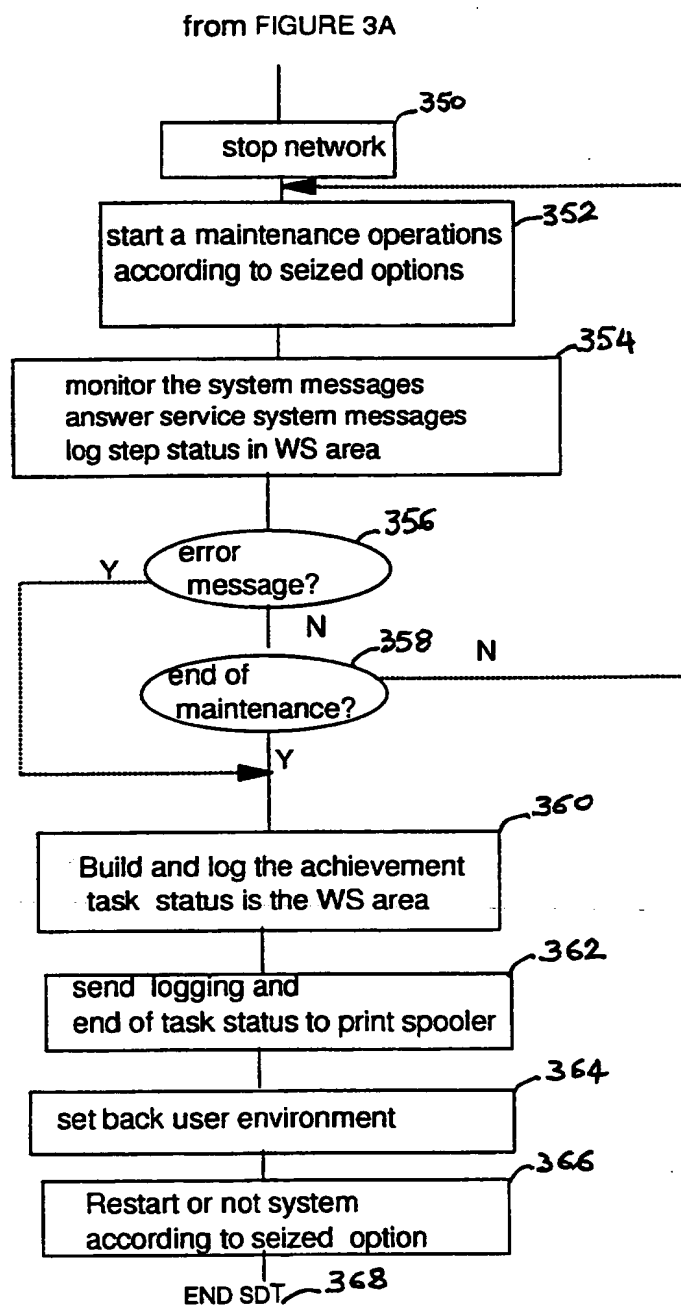 from FIGURE 3A
350
stop network
352
start a maintenance operations
according to seized options
354
monitor the system messages
answer service system messages
log step status in WS area
356
error
message?
Y
N
358
N
end of
maintenance?
Y
360
Build and log the achievement
task status is the WS area
362
send logging and
end of task status to print spooler
364
set back user environment
366
Restart or not system
according to seized option
END SDT 368